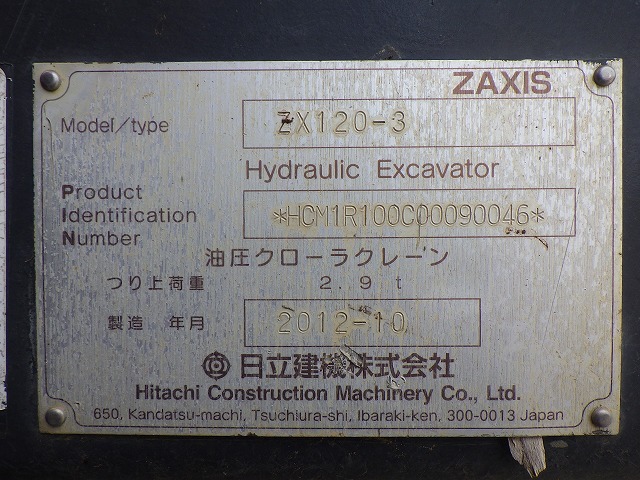 ZAXIS
Model/type ZX120-3
Hydraulic Excavator
Product
Identification
Number
*HCM1R100C00090046*
油圧クローラクレーン
つり上荷重 2.9 t
製造 年月 2012-10
日立建機株式会社
Hitachi Construction Machinery Co., Ltd.
650, Kandatsu-machi, Tsuchiura-shi, Ibaraki-ken, 300-0013 Japan